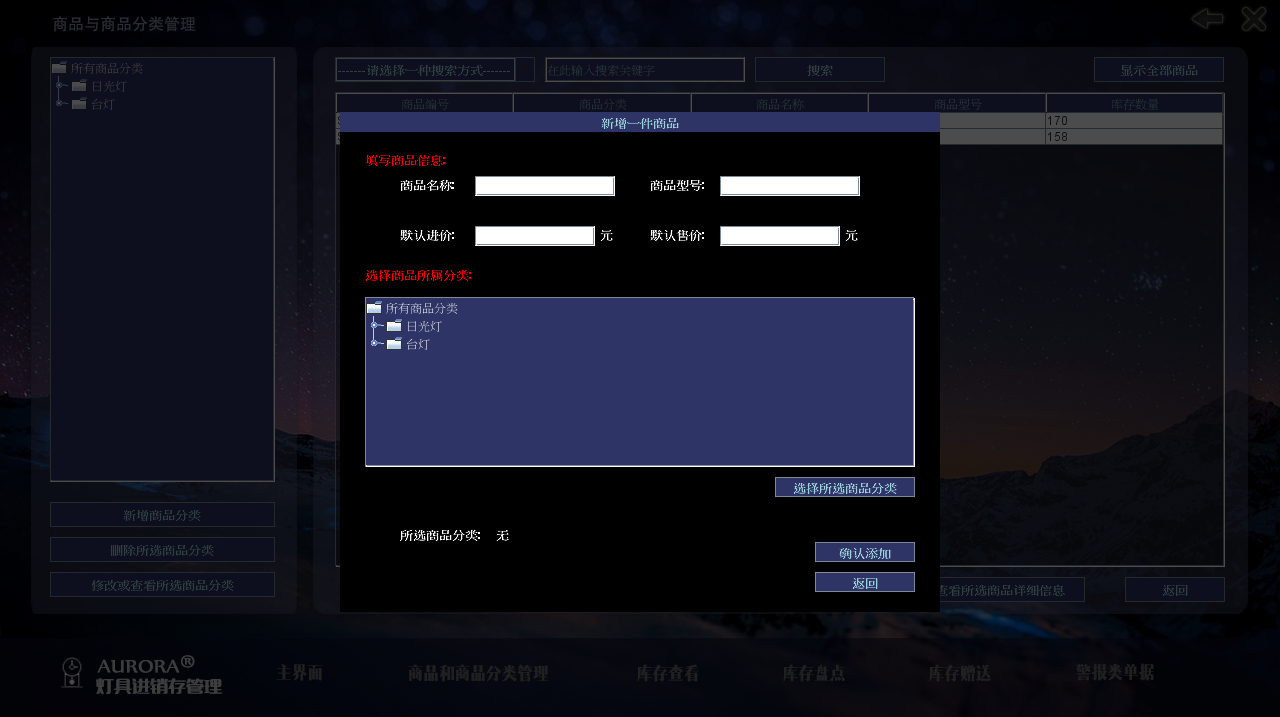 商品与商品分类管理
所有商品分类
日光灯
台灯
-------请选择一种搜索方式-------
在此输入搜索关键字
搜索
显示全部商品
商品编号 商品分类 商品名称 商品型号 库存数量
170
158
新增一件商品
填写商品信息:
商品名称:
商品型号:
默认进价:
元
默认售价:
元
选择商品所属分类:
所有商品分类
日光灯
台灯
选择所选商品分类
所选商品分类: 无
确认添加
返回
新增商品分类
删除所选商品分类
修改或查看所选商品分类
查看所选商品详细信息
返回
AURORA®
灯具进销存管理
主界面
商品和商品分类管理
库存查看
库存盘点
库存赠送
警报类单据